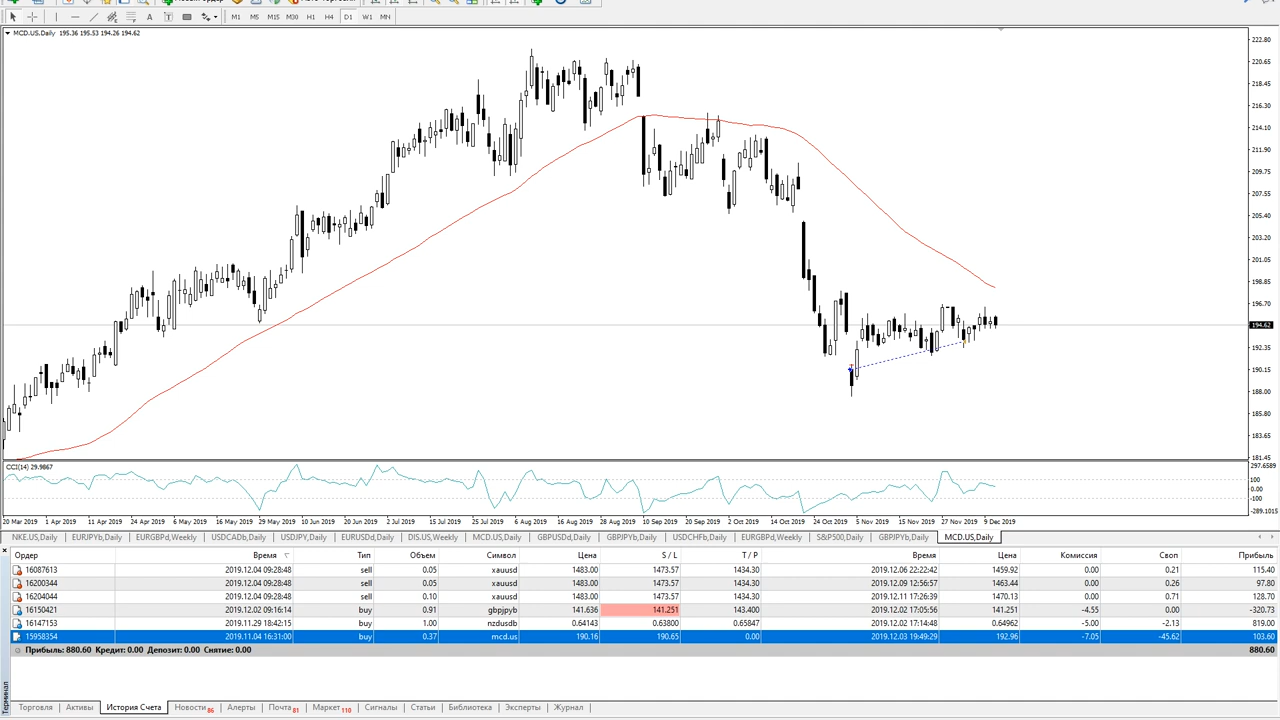 A T M1 M5 M15 M30 H1 H4 D1 W1 MN
MCD.US.Daily 195.36 195.53 194.26 194.62
222.80
220.65
218.45
216.30
214.10
211.90
209.75
207.55
205.40
203.20
201.05
198.85
196.70
194.62
192.35
190.15
188.00
185.80
183.65
181.45
CCI(14) 29.9867
297.6589
100
0.00
-100
-289.1015
20 Mar 2019 1 Apr 2019 11 Apr 2019 24 Apr 2019 6 May 2019 16 May 2019 29 May 2019 10 Jun 2019 20 Jun 2019 2 Jul 2019 15 Jul 2019 25 Jul 2019 6 Aug 2019 16 Aug 2019 28 Aug 2019 10 Sep 2019 20 Sep 2019 2 Oct 2019 14 Oct 2019 24 Oct 2019 5 Nov 2019 15 Nov 2019 27 Nov 2019 9 Dec 2019
NKE.US,Daily EURJPYb,Daily EURGBPd,Weekly USDCADb,Daily USDJPY,Daily EURUSDd,Daily DIS.US,Weekly MCD.US,Daily GBPUSDd,Daily GBPJPYb,Daily USDCHFb,Daily EURGBPd,Weekly S&P500,Daily GBPJPYb,Daily MCD.US,Daily
Ордер Время Тип Объем Символ Цена S / L T / P Время Цена Комиссия Своп Прибыль
16087613 2019.12.04 09:28:48 sell 0.05 xauusd 1483.00 1473.57 1434.30 2019.12.06 22:22:42 1459.92 0.00 0.21 115.40
16200344 2019.12.04 09:28:48 sell 0.05 xauusd 1483.00 1473.57 1434.30 2019.12.09 12:56:57 1463.44 0.00 0.26 97.80
16204044 2019.12.04 09:28:48 sell 0.10 xauusd 1483.00 1473.57 1434.30 2019.12.11 17:26:39 1470.13 0.00 0.71 128.70
16150421 2019.12.02 09:16:14 buy 0.91 gbpjpyb 141.636 141.251 143.400 2019.12.02 17:05:56 141.251 -4.55 0.00 -320.73
16147153 2019.11.29 18:42:15 buy 1.00 nzdusdb 0.64143 0.63800 0.65847 2019.12.02 17:14:48 0.64962 -5.00 -2.13 819.00
15958354 2019.11.04 16:31:00 buy 0.37 mcd.us 190.16 190.65 0.00 2019.12.03 19:49:29 192.96 -7.05 -45.62 103.60
Прибыль: 880.60 Кредит: 0.00 Депозит: 0.00 Снятие: 0.00 880.60
Терминал
Торговля Активы История Счета Новости 86 Алерты Почта 81 Маркет 110 Сигналы Статьи Библиотека Эксперты Журнал